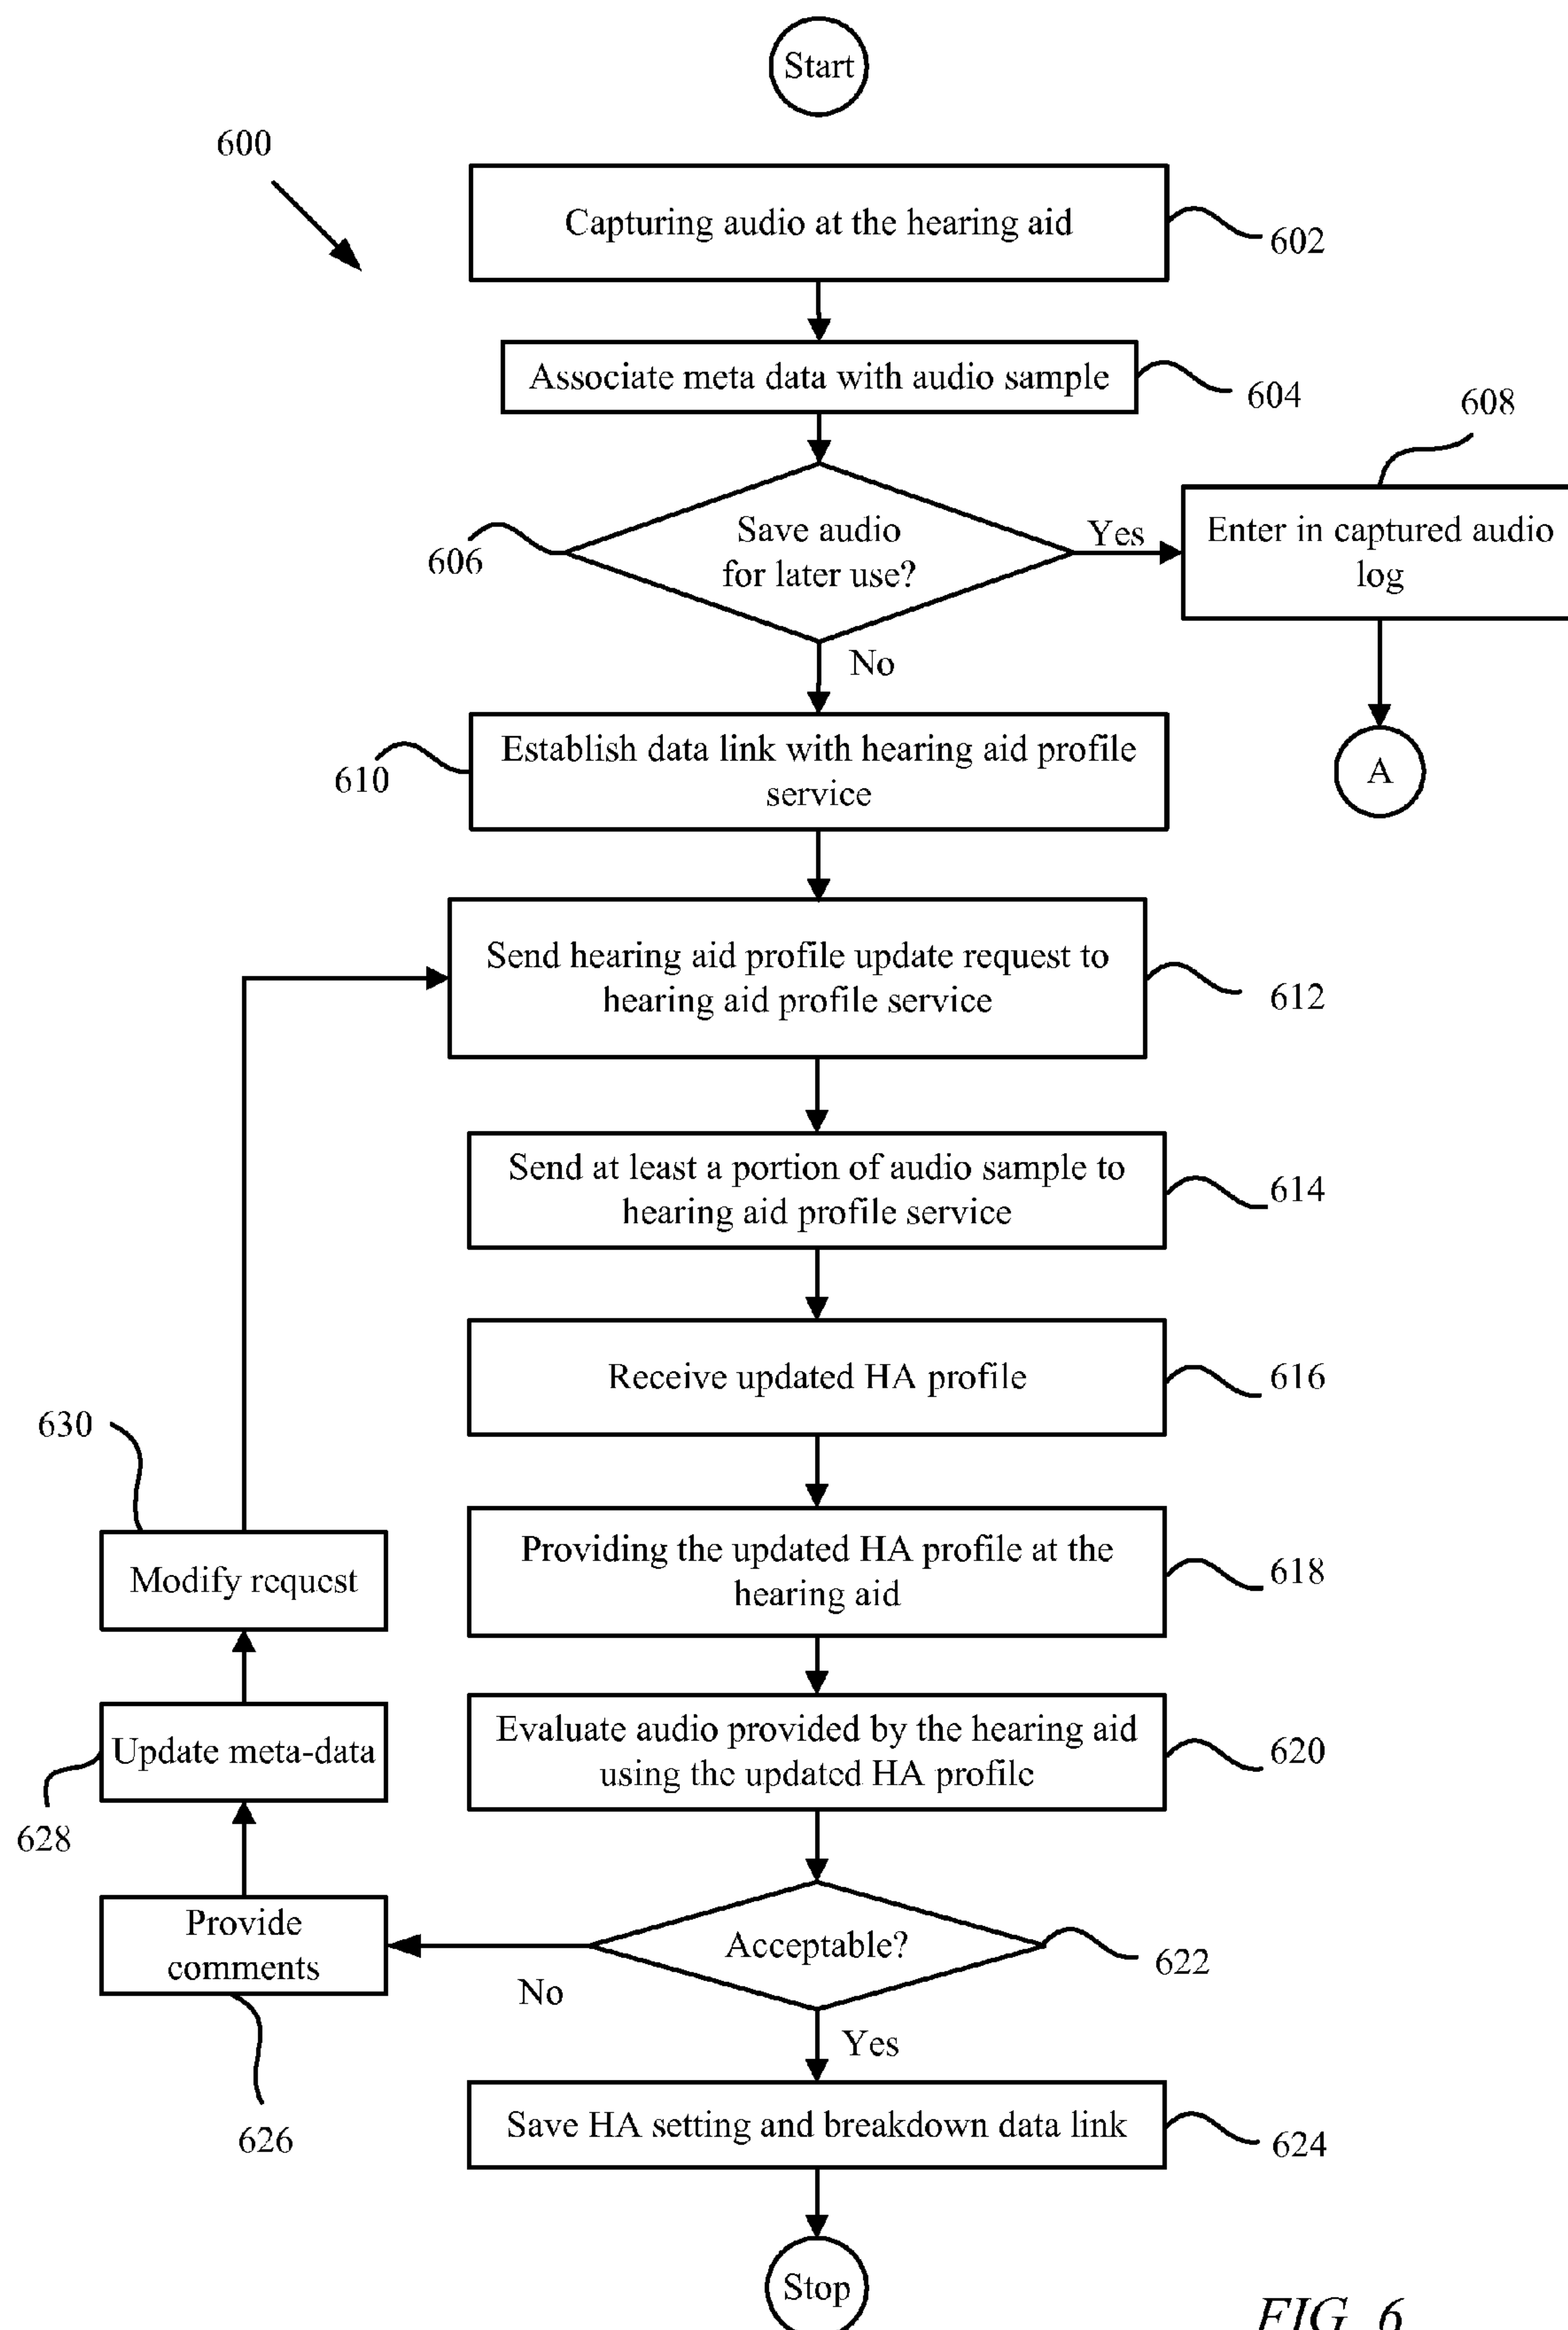 Start
600
Capturing audio at the hearing aid
602
Associate meta data with audio sample
604
608
Save audio
for later use?
606
Yes
Enter in captured audio
log
No
A
Establish data link with hearing aid profile
service
610
Send hearing aid profile update request to
hearing aid profile service
612
Send at least a portion of audio sample to
hearing aid profile service
614
Receive updated HA profile
616
630
Providing the updated HA profile at the
hearing aid
618
Modify request
Evaluate audio provided by the hearing aid
using the updated HA profile
620
Update meta-data
628
Provide
comments
Acceptable?
622
No
Yes
626
Save HA setting and breakdown data link
624
Stop
FIG. 6